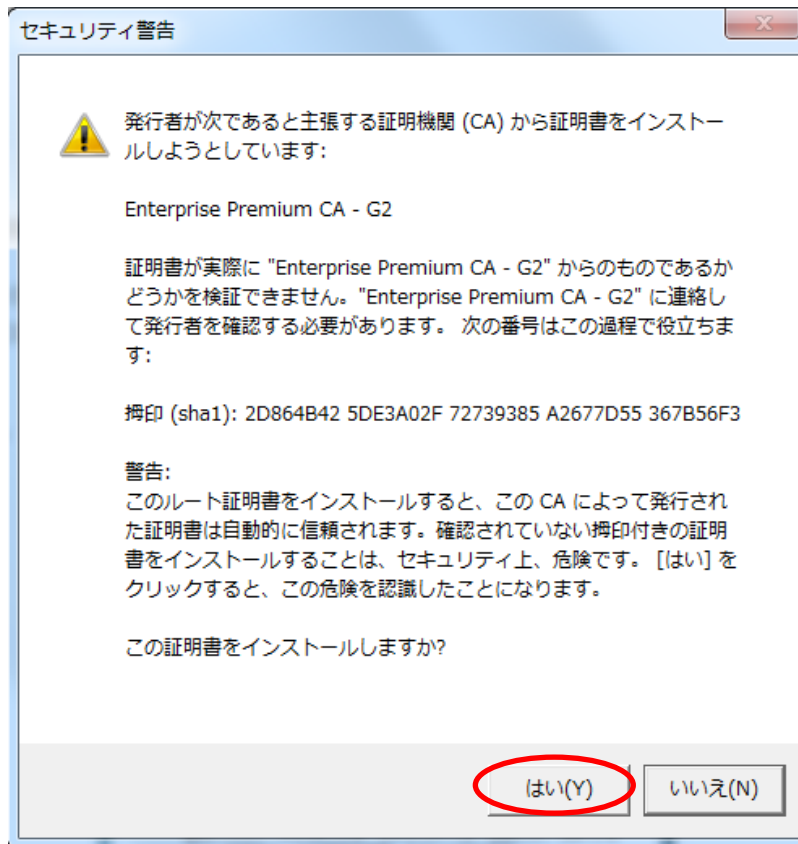 セキュリティ警告
発行者が次であると主張する証明機関 (CA) から証明書をインストー
ルしようとしています:
Enterprise Premium CA - G2
証明書が実際に "Enterprise Premium CA - G2" からのものであるか
どうかを検証できません。"Enterprise Premium CA - G2" に連絡し
て発行者を確認する必要があります。 次の番号はこの過程で役立ちま
す:
拇印 (sha1): 2D864B42 5DE3A02F 72739385 A2677D55 367B56F3
警告:
このルート証明書をインストールすると、この CA によって発行され
た証明書は自動的に信頼されます。確認されていない拇印付きの証明
書をインストールすることは、セキュリティ上、危険です。 [はい] を
クリックすると、この危険を認識したことになります。
この証明書をインストールしますか?
はい(Y)
いいえ(N)